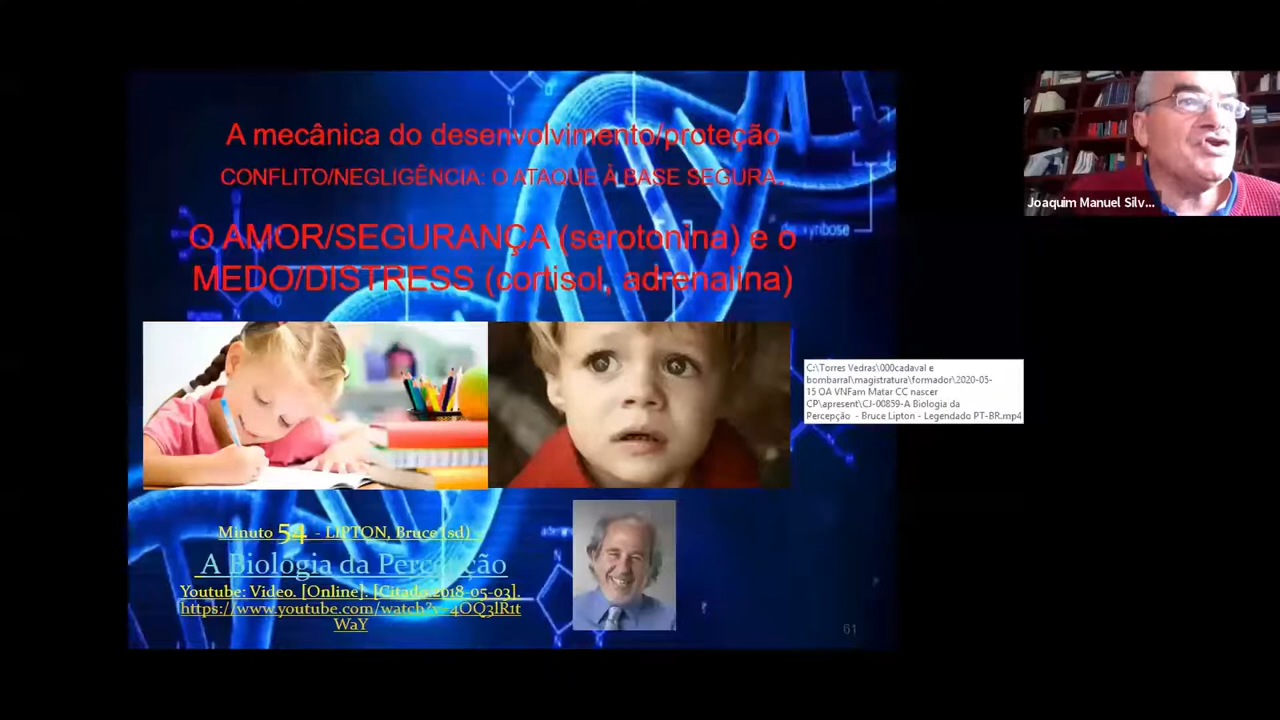 A mecânica do desenvolvimento/proteção
CONFLITO/NEGLIGÊNCIA: O ATAQUE À BASE SEGURA.
O AMOR/SEGURANÇA (serotonina) e o
MEDO/DISTRESS (cortisol, adrenalina)
Minuto 54 - LIPTON, Bruce (sd)
A Biologia da Perceção
Youtube: Video. [Online]. [Citado 2018-05-03].
https://www.youtube.com/watch?v=4OQ3lR1t
WaY
61
Joaquim Manuel Silv...
C:\Torres Vedras\000cadaval e
bombarral\magistratura\formador\2020-05-
15 OA VNFam Matar CC nascer
CP\apresent\CJ-00859-A Biologia da
Percepção - Bruce Lipton - Legendado PT-BR.mp4